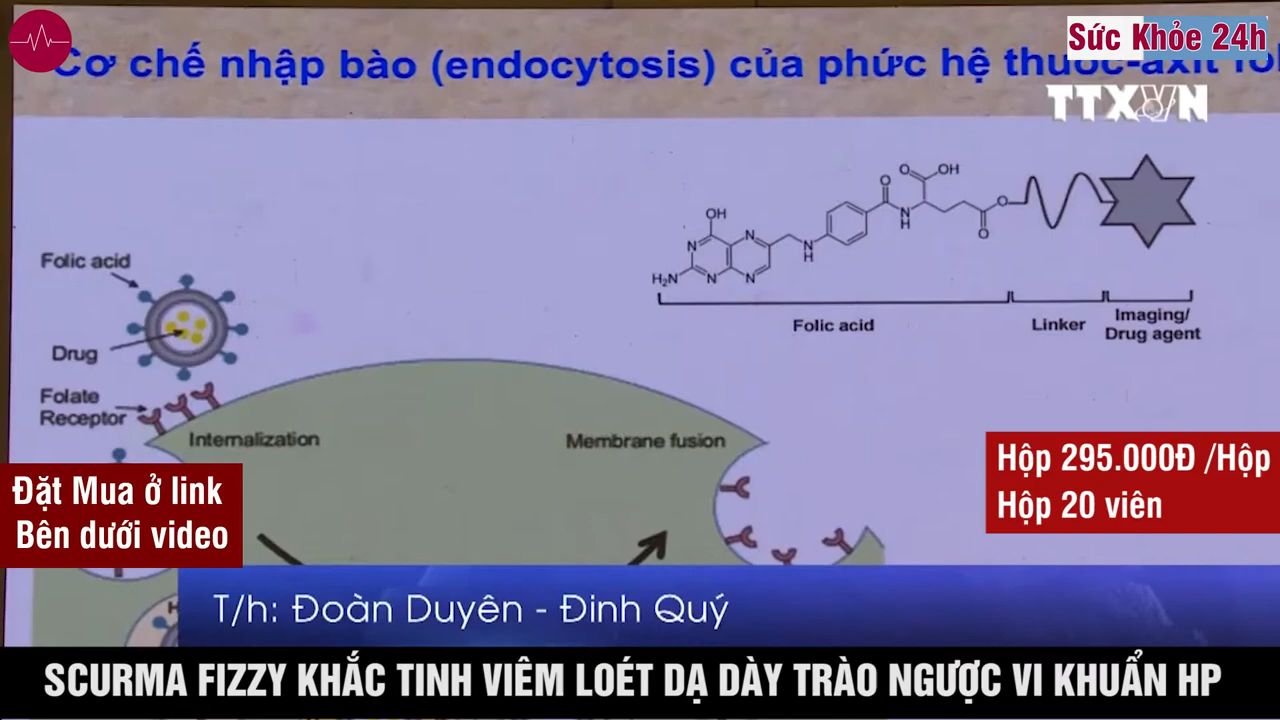 Sức Khỏe 24h
Cơ chế nhập bào (endocytosis) của phức hệ thuốc-axit
TTXVN
OH
N
N
N
N
H₂N
N
H
O
N
H
O
OH
O
O
Folic acid
Linker
Imaging/
Drug agent
Folic acid
Drug
Folate
Receptor
Internalization
Membrane fusion
Hộp 295.000Đ /Hộp
Hộp 20 viên
Đặt Mua ở link
Bên dưới video
T/h: Đoàn Duyên - Đinh Quý
SCURMA FIZZY KHẮC TINH VIÊM LOÉT DẠ DÀY TRÀO NGƯỢC VI KHUẨN HP